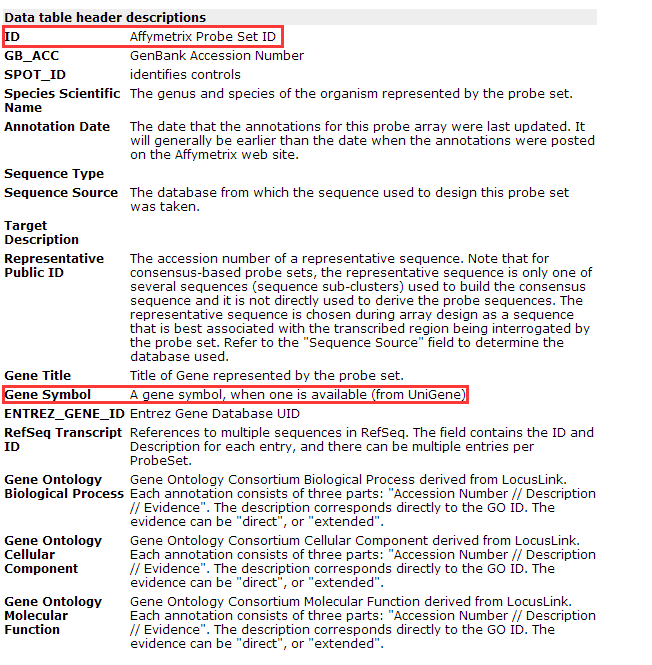 Data table header descriptions
ID Affymetrix Probe Set ID
GB_ACC GenBank Accession Number
SPOT_ID identifies controls
Species Scientific The genus and species of the organism represented by the probe set.
Name
Annotation Date The date that the annotations for this probe array were last updated. It
will generally be earlier than the date when the annotations were posted
on the Affymetrix web site.
Sequence Type
Sequence Source The database from which the sequence used to design this probe set
was taken.
Target
Description
Representative The accession number of a representative sequence. Note that for
Public ID consensus-based probe sets, the representative sequence is only one of
several sequences (sequence sub-clusters) used to build the consensus
sequence and it is not directly used to derive the probe sequences. The
representative sequence is chosen during array design as a sequence
that is best associated with the transcribed region being interrogated
by the probe set. Refer to the "Sequence Source" field to determine the
database used.
Gene Title Title of Gene represented by the probe set.
Gene Symbol A gene symbol, when one is available (from UniGene)
ENTREZ_GENE_ID Entrez Gene Database UID
RefSeq Transcript References to multiple sequences in RefSeq. The field contains the ID and
ID Description for each entry, and there can be multiple entries per
ProbeSet.
Gene Ontology Gene Ontology Consortium Biological Process derived from LocusLink.
Biological Process Each annotation consists of three parts: "Accession Number // Description
// Evidence". The description corresponds directly to the GO ID. The
evidence can be "direct", or "extended".
Gene Ontology Gene Ontology Consortium Cellular Component derived from LocusLink.
Cellular Each annotation consists of three parts: "Accession Number // Description
Component // Evidence". The description corresponds directly to the GO ID. The
evidence can be "direct", or "extended".
Gene Ontology Gene Ontology Consortium Molecular Function derived from LocusLink.
Molecular Each annotation consists of three parts: "Accession Number // Description
Function // Evidence". The description corresponds directly to the GO ID. The
evidence can be "direct", or "extended".